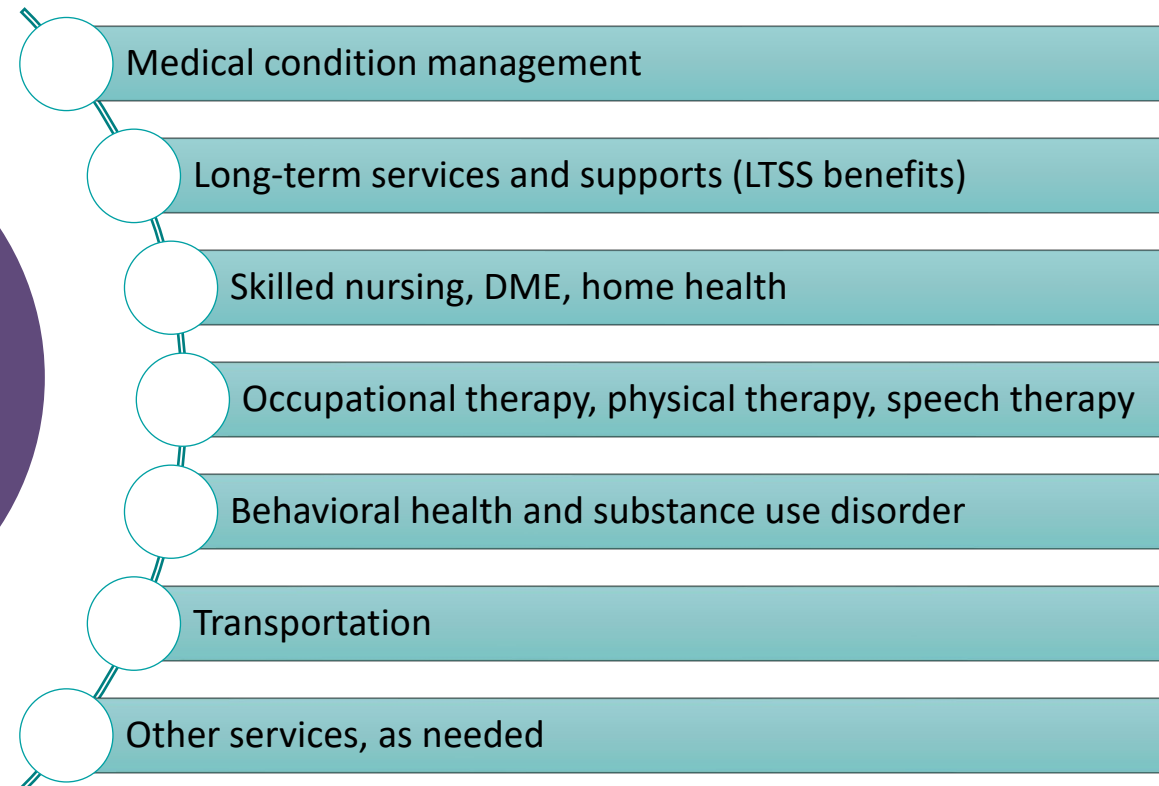 Medical condition management
Long-term services and supports (LTSS benefits)
Skilled nursing, DME, home health
Occupational therapy, physical therapy, speech therapy
Behavioral health and substance use disorder
Transportation
Other services, as needed